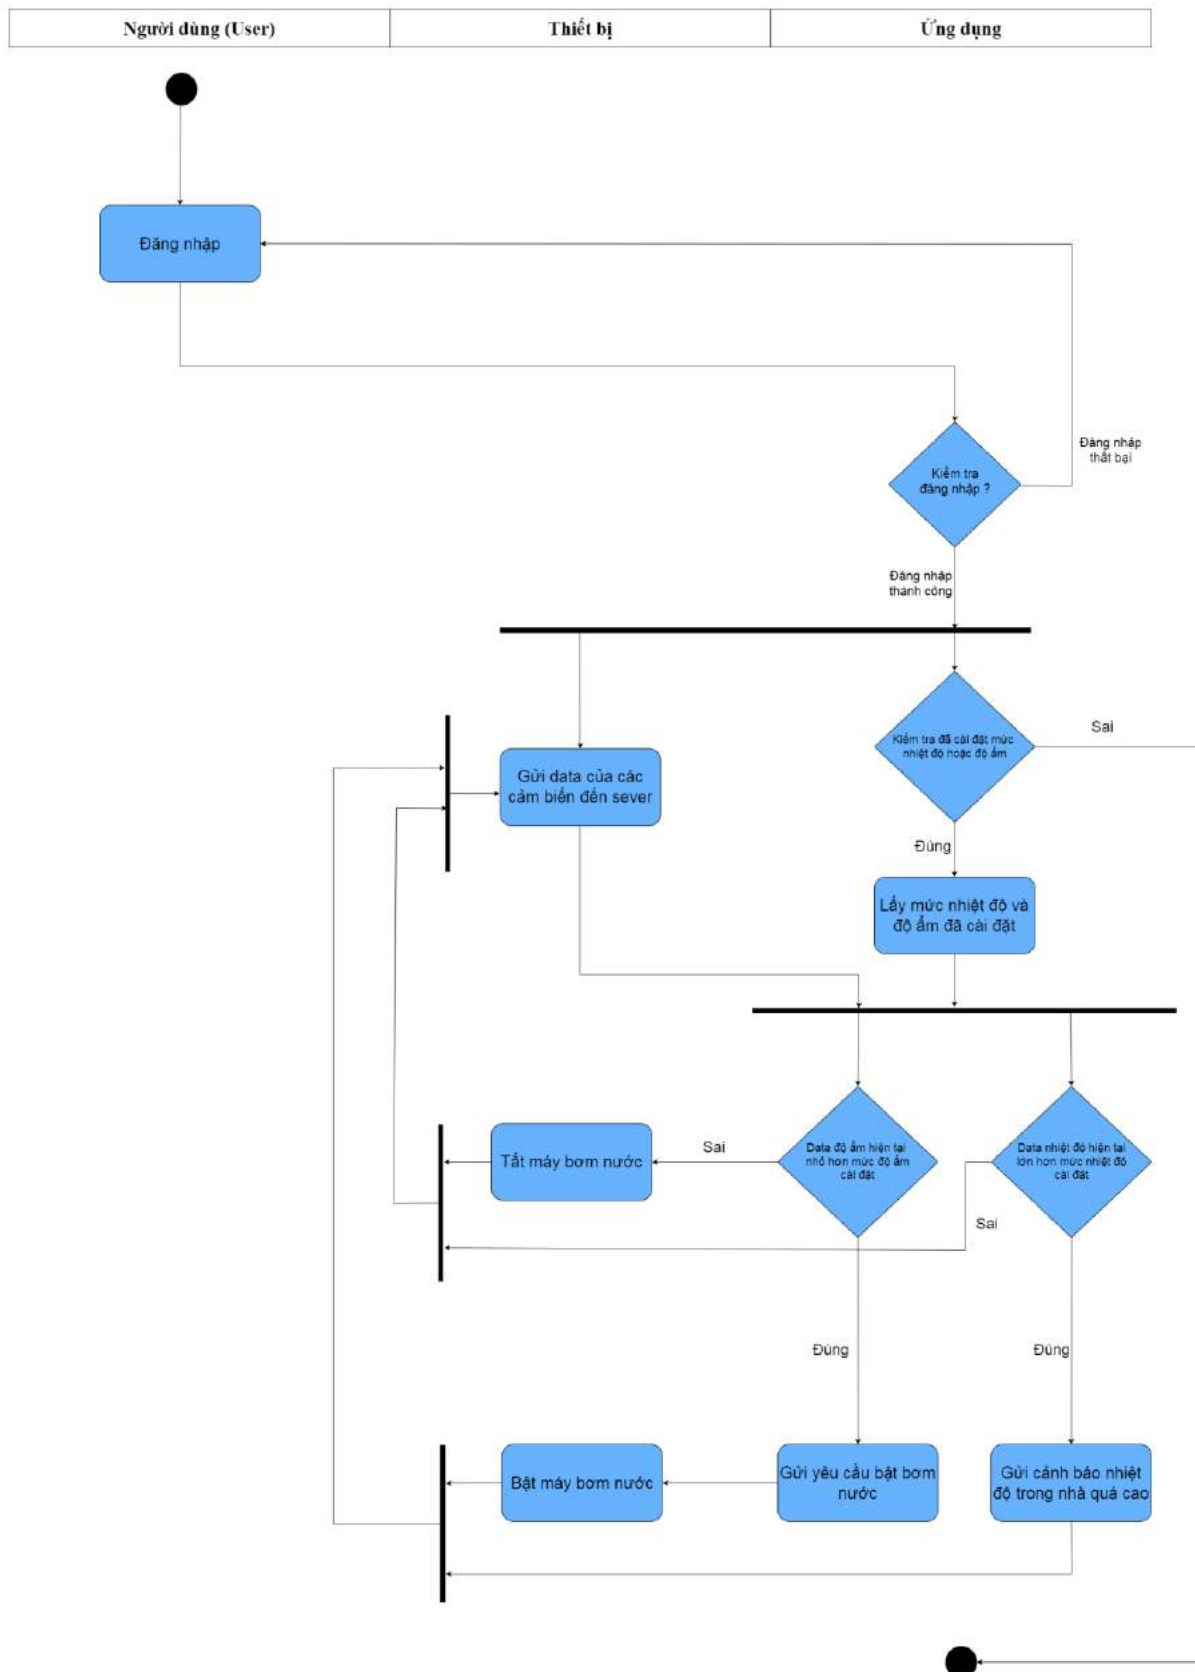 Người dùng (User)
Thiết bị
Ứng dụng
Đăng nhập
Đăng nhập
thất bại
Kiểm tra
đăng nhập ?
Đăng nhập
thành công
Kiểm tra đã cài đặt mức
nhiệt độ hoặc độ ẩm
Sai
Gửi data của các
cảm biến đến sever
Đúng
Lấy mức nhiệt độ và
độ ẩm đã cài đặt
Tắt máy bơm nước
Sai
Data độ ẩm hiện tại
nhỏ hơn mức độ ẩm
cài đặt
Data nhiệt độ hiện tại
lớn hơn mức nhiệt độ
cài đặt
Sai
Đúng
Đúng
Bật máy bơm nước
Gửi yêu cầu bật bơm
nước
Gửi cảnh báo nhiệt
độ trong nhà quá cao